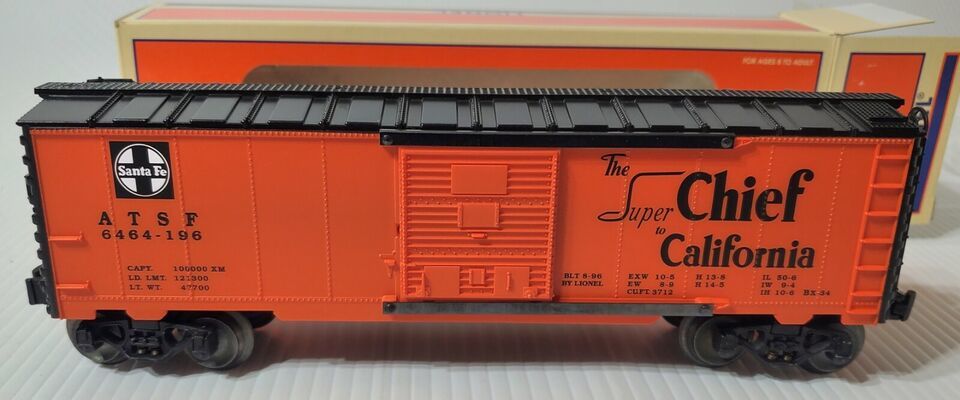 FOR AGES 8 TO ADULT
Santa Fe
A T S F
6464-196
CAPY. 100000 XM
LD. LMT. 121300
LT. WT. 47700
The
Super Chief
to
California
BLT 8-96
BY LIONEL
EXW 10-5 H 13-8 IL 50-6
EW 8-9 H 14-5 IW 9-4
CUFT 3712 IH 10-6 BX-34